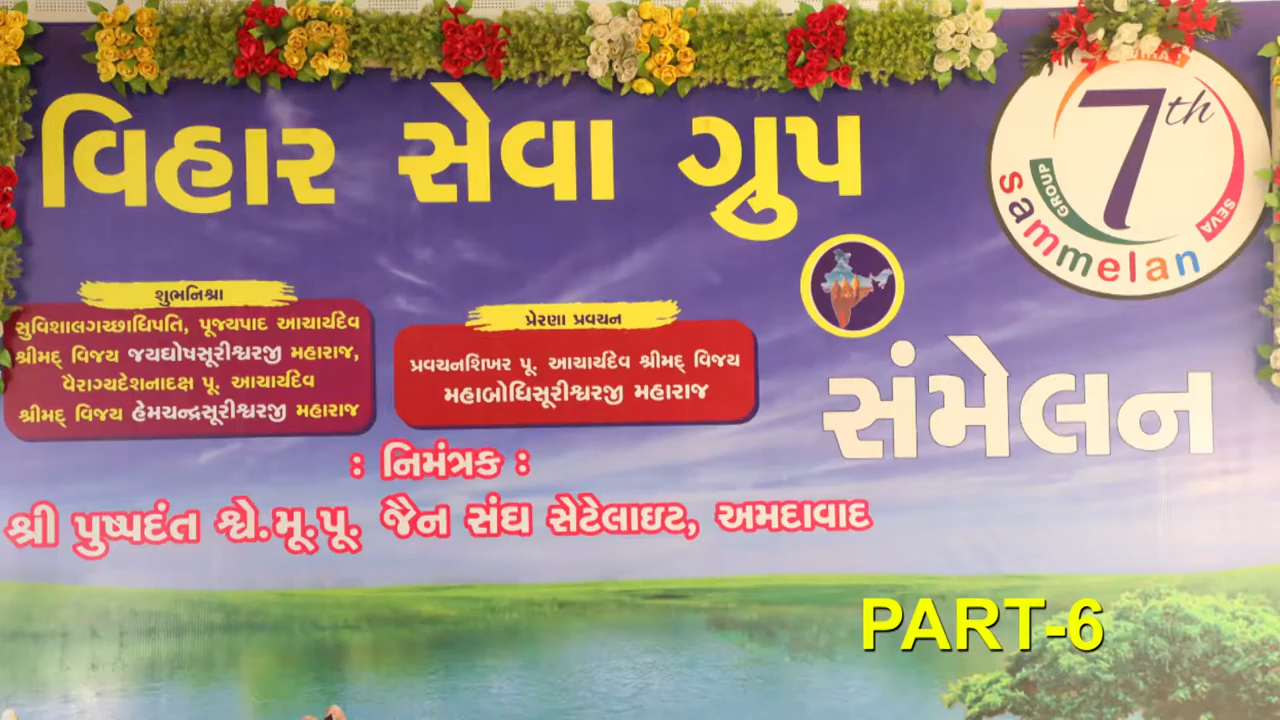 વિહાર સેવા ગ્રુપ
VIHAR
7th
GROUP
SEVA
sammelan
શુભનિશ્રા
સુવિશાલગચ્છાધિપતિ, પૂજ્યપાદ આચાર્યદેવ
શ્રીમદ્ વિજય જયઘોષસૂરીશ્વરજી મહારાજ,
વૈરાગ્યદેશનાદક્ષ પૂ. આચાર્યદેવ
શ્રીમદ્ વિજય હેમચન્દ્રસૂરીશ્વરજી મહારાજ
પ્રેરણા પ્રવચન
પ્રવચનશિખર પૂ. આચાર્યદેવ શ્રીમદ્ વિજય
મહાબોધિસૂરીશ્વરજી મહારાજ
સંમેલન
: નિમંત્રક :
શ્રી પુષ્પદંત શ્વે.મૂ.પૂ. જૈન સંઘ સેટેલાઇટ, અમદાવાદ
PART-6